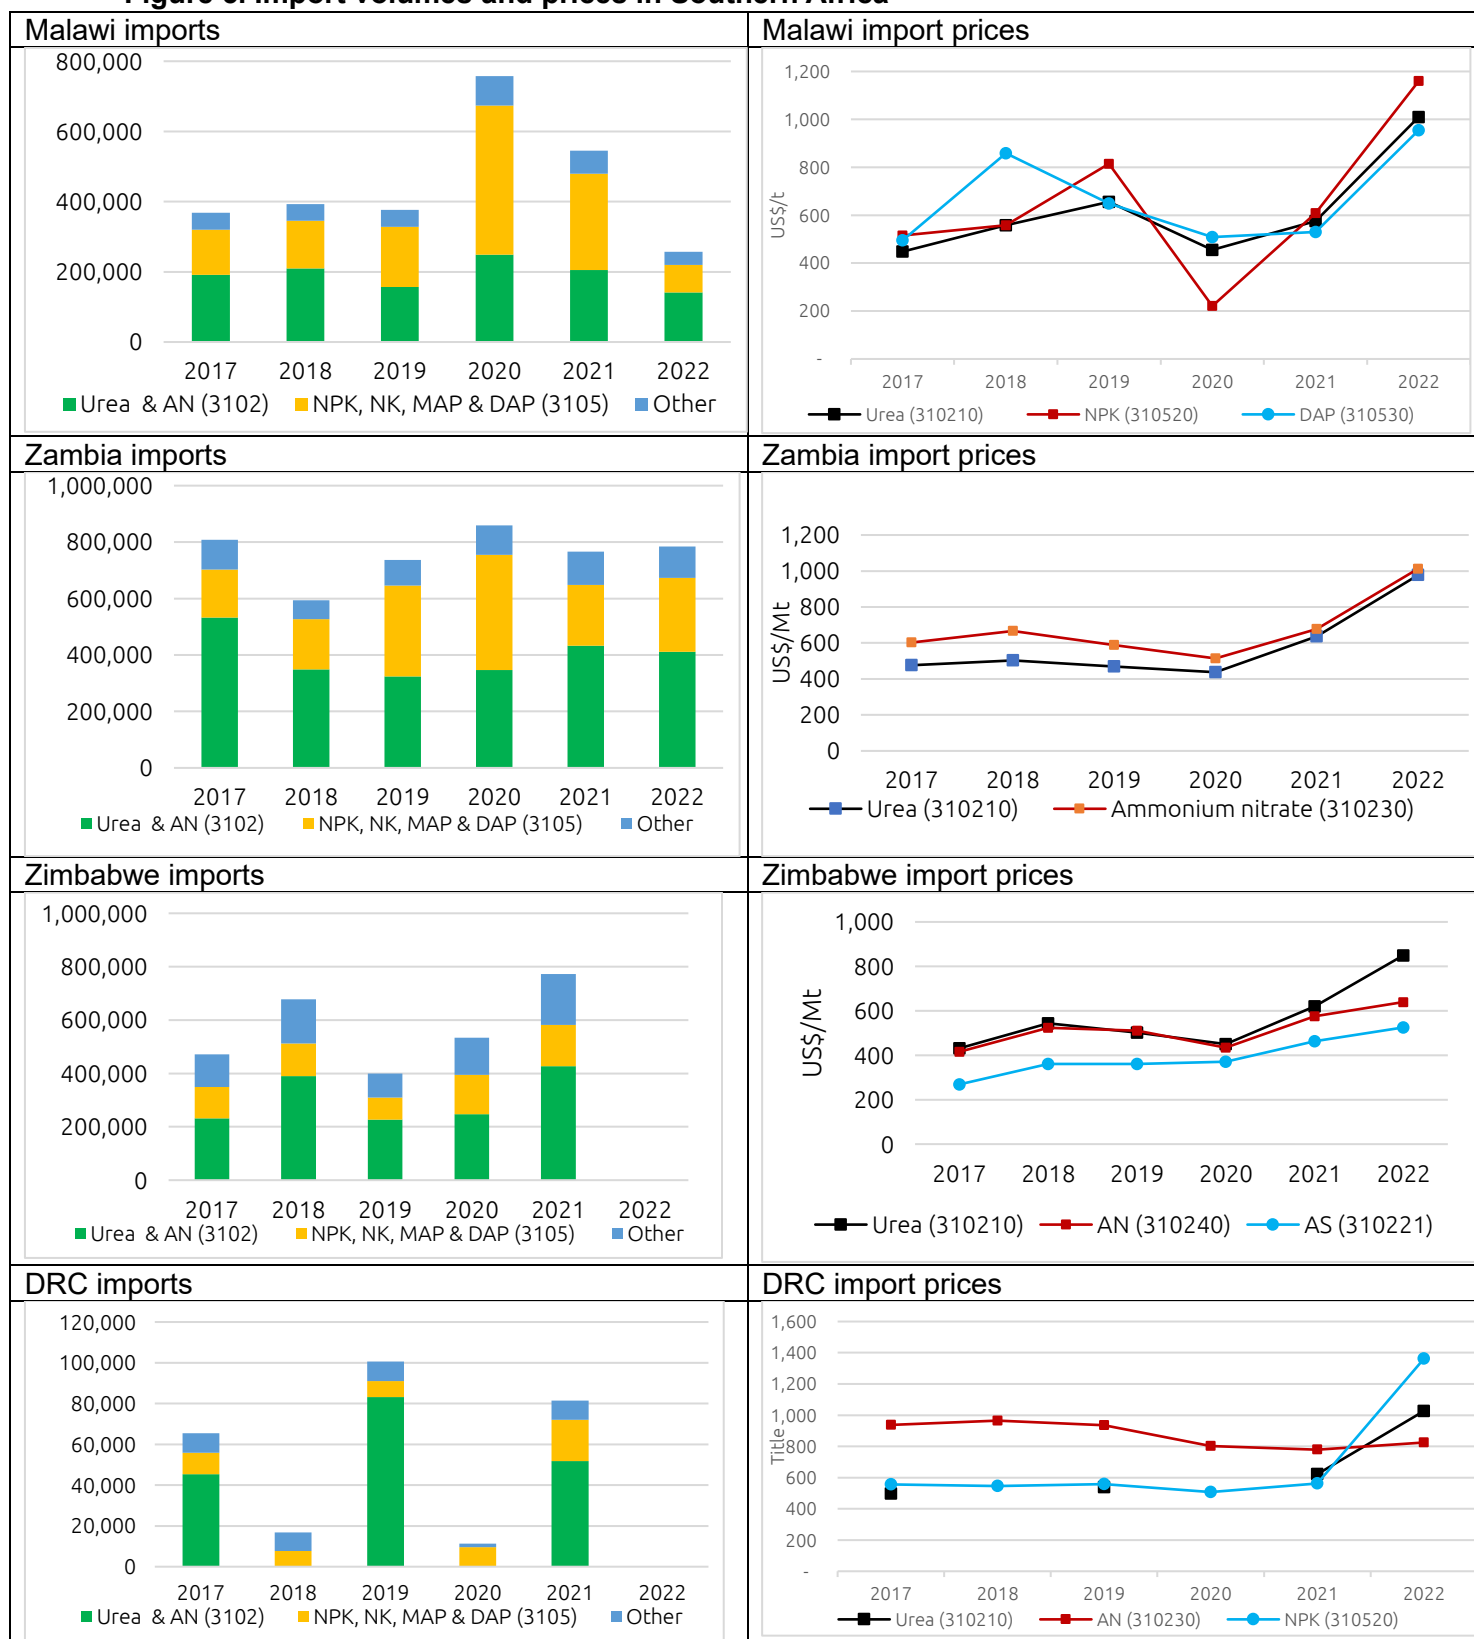 Figure 6: Import volumes and prices in Southern Africa
Malawi imports
800,000
600,000
400,000
200,000
0
2017 2018 2019 2020 2021 2022
Urea & AN (3102) NPK, NK, MAP & DAP (3105) Other
Malawi import prices
1,200
1,000
800
600
400
200
-
US$/t
2017 2018 2019 2020 2021 2022
Urea (310210) NPK (310520) DAP (310530)
Zambia imports
1,000,000
800,000
600,000
400,000
200,000
0
2017 2018 2019 2020 2021 2022
Urea & AN (3102) NPK, NK, MAP & DAP (3105) Other
Zambia import prices
1,200
1,000
800
600
400
200
0
US$/Mt
2017 2018 2019 2020 2021 2022
Urea (310210) Ammonium nitrate (310230)
Zimbabwe imports
1,000,000
800,000
600,000
400,000
200,000
0
2017 2018 2019 2020 2021 2022
Urea & AN (3102) NPK, NK, MAP & DAP (3105) Other
Zimbabwe import prices
1,000
800
600
400
200
0
US$/Mt
2017 2018 2019 2020 2021 2022
Urea (310210) AN (310240) AS (310221)
DRC imports
120,000
100,000
80,000
60,000
40,000
20,000
0
2017 2018 2019 2020 2021 2022
Urea & AN (3102) NPK, NK, MAP & DAP (3105) Other
DRC import prices
1,600
1,400
1,200
1,000
800
600
400
200
-
Title
2017 2018 2019 2020 2021 2022
Urea (310210) AN (310230) NPK (310520)